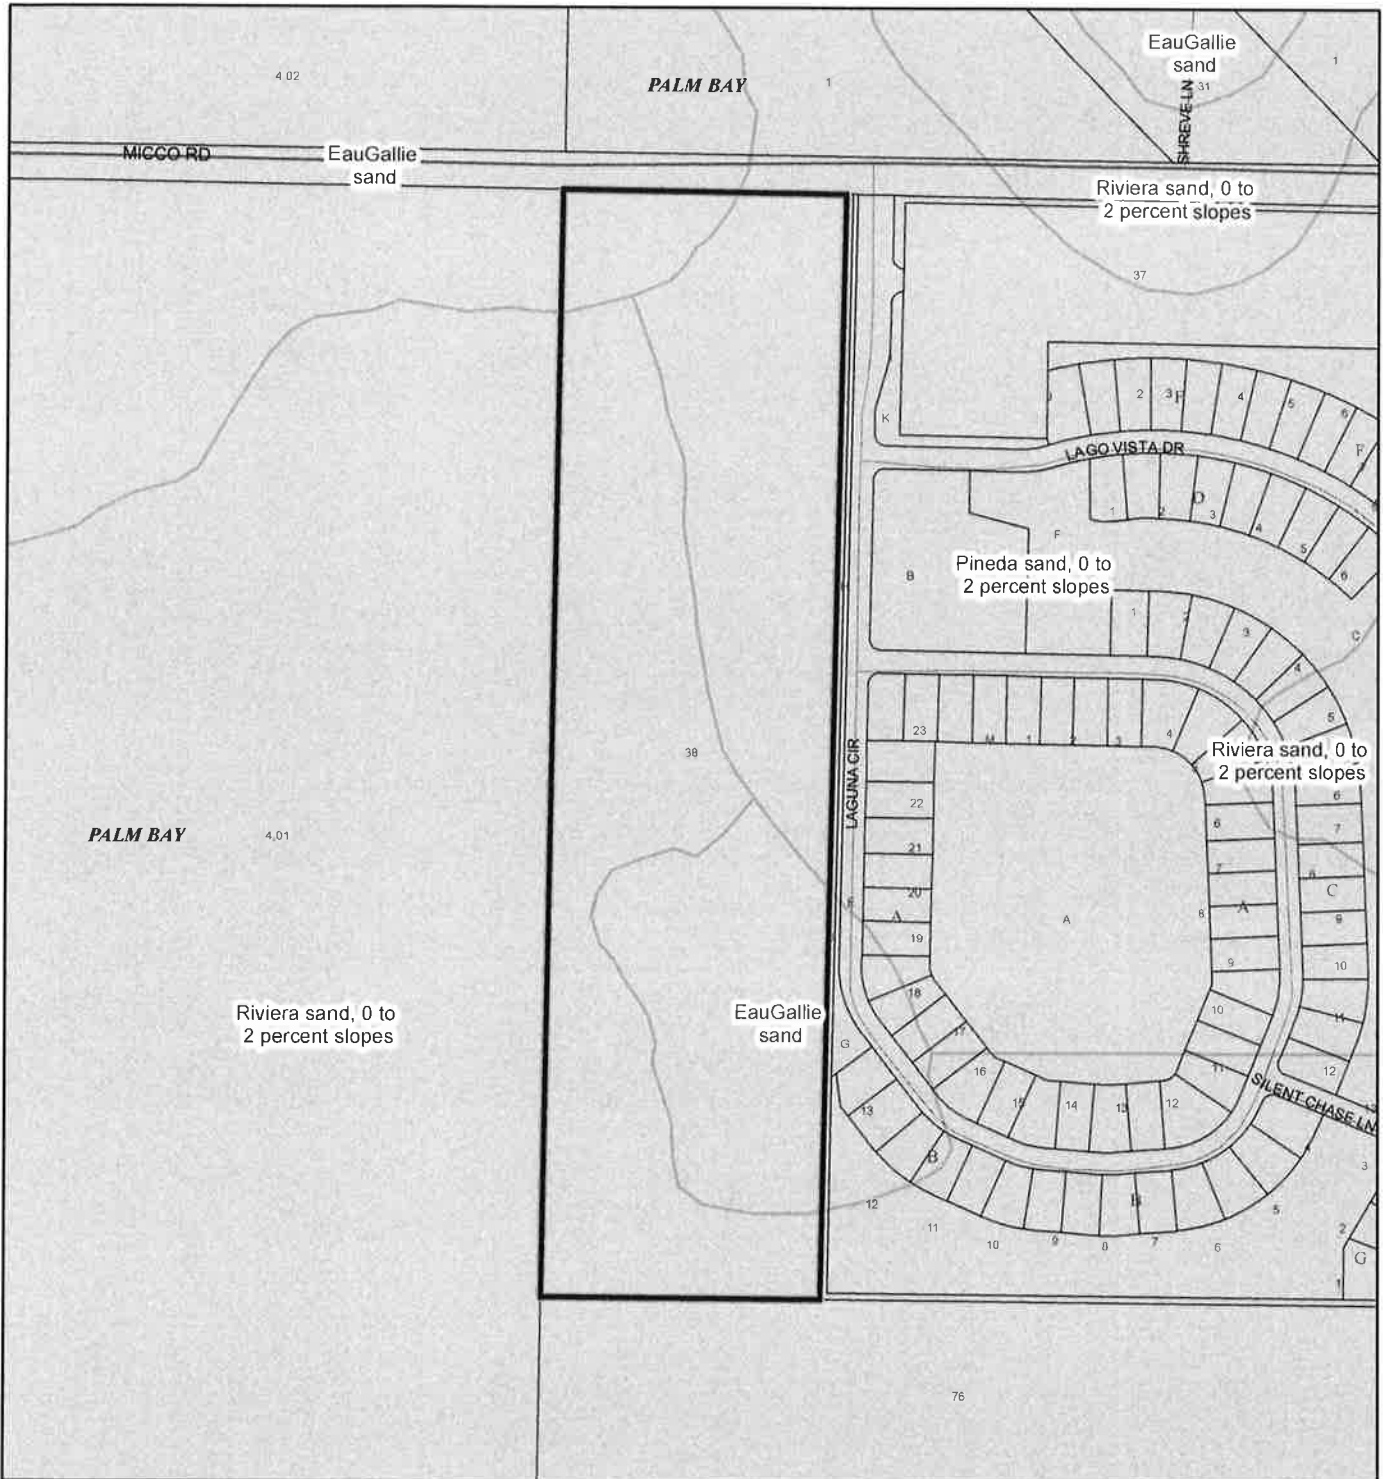 EauGallie
sand
4.02
PALM BAY
1
1
31
SHREVE LN
MICCO RD
EauGallie
sand
Riviera sand, 0 to
2 percent slopes
37
2
3
F
4
5
6
F
K
LAGO VISTA DR
D
1
2
3
4
5
6
F
B
Pineda sand, 0 to
2 percent slopes
1
2
3
4
5
C
23
M
1
2
3
4
Riviera sand, 0 to
2 percent slopes
38
LAGUNA CIR
22
21
20
A
19
18
17
16
15
14
13
12
11
10
9
8
7
6
A
A
6
7
8
C
9
10
11
12
PALM BAY
4.01
Riviera sand, 0 to
2 percent slopes
EauGallie
sand
G
SILENT CHASE LN
13
B
12
11
10
9
8
7
B
6
5
4
3
2
G
1
76